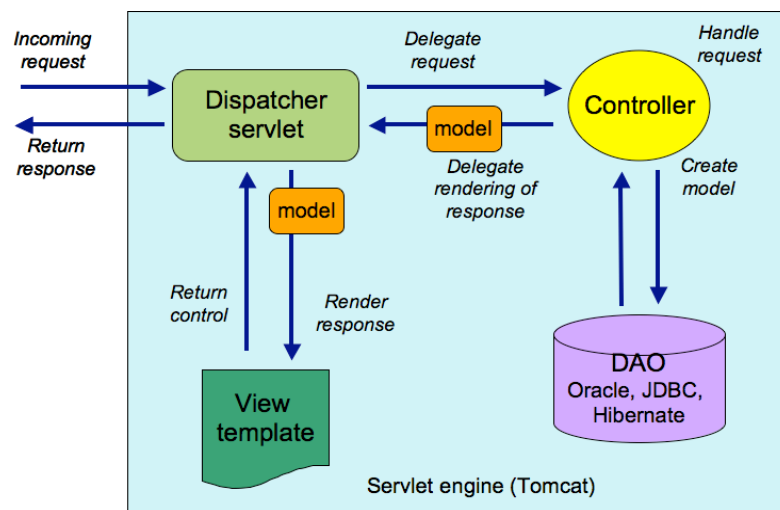 Incoming
request
Return
response
Dispatcher
servlet
Delegate
request
model
Delegate
rendering of
response
Handle
request
Controller
Create
model
model
Return
control
Render
response
View
template
DAO
Oracle, JDBC,
Hibernate
Servlet engine (Tomcat)